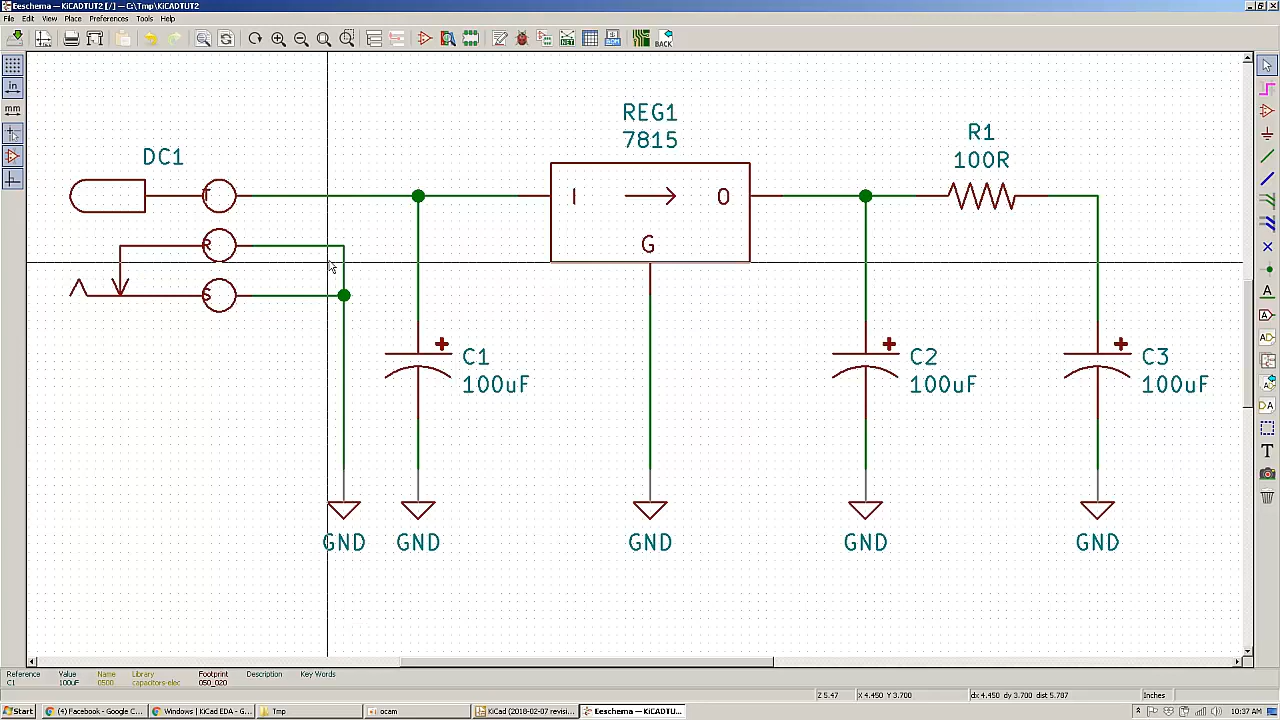 Eeschema — KiCADTUT2 [/] — C:\Tmp\KiCADTUT2
File Edit View Place Preferences Tools Help
BACK
in
mm
REG1
7815
R1
100R
DC1
T
I
O
R
G
S
C1
100uF
C2
100uF
C3
100uF
GND GND GND GND GND
A
A
A
DA
T
Reference Value Name Library Footprint Description Key Words
C1 100uF 0500 capacitors-elec 050_020
Z 5.47 X 4.450 Y 3.700 dx 4.450 dy 3.700 dist 5.787 Inches
Start (4) Facebook - Google C... Windows | KiCad EDA - G... Tmp ocam KiCad (2018-02-07 revisi... Eeschema — KiCADTU... 10:37 AM